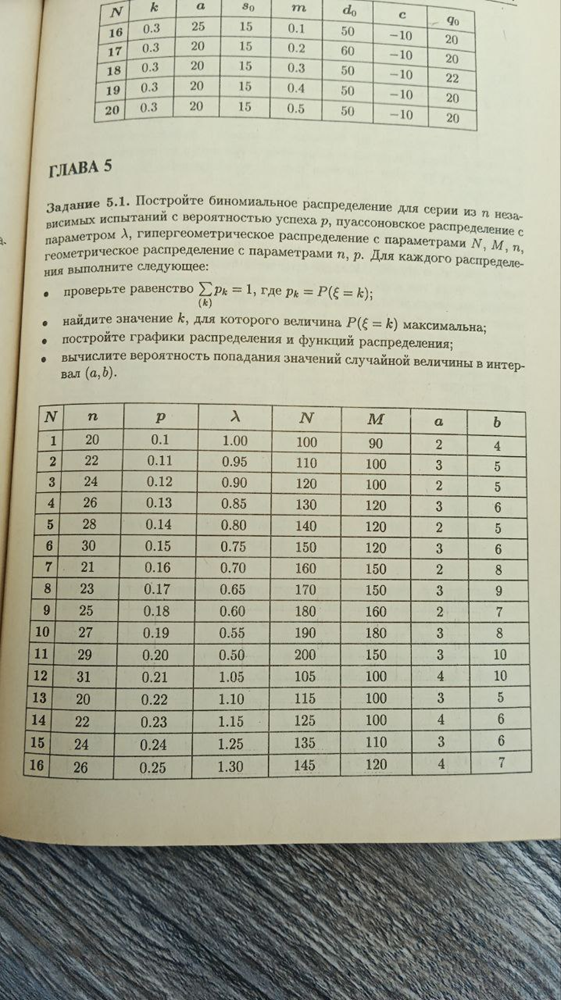 N k a s₀ m d₀ c q₀
16 0.3 25 15 0.1 50 −10 20
17 0.3 20 15 0.2 60 −10 20
18 0.3 20 15 0.3 50 −10 22
19 0.3 20 15 0.4 50 −10 20
20 0.3 20 15 0.5 50 −10 20
ГЛАВА 5
Задание 5.1. Постройте биномиальное распределение для серии из n неза-
висимых испытаний с вероятностью успеха p, пуассоновское распределение с
параметром λ, гипергеометрическое распределение с параметрами N, M, n,
геометрическое распределение с параметрами n, p. Для каждого распределе-
ния выполните следующее:
• проверьте равенство ∑ pₖ = 1, где pₖ = P(ξ = k);
(k)
• найдите значение k, для которого величина P(ξ = k) максимальна;
• постройте графики распределения и функций распределения;
• вычислите вероятность попадания значений случайной величины в интер-
вал (a, b).
N n p λ N M a b
1 20 0.1 1.00 100 90 2 4
2 22 0.11 0.95 110 100 3 5
3 24 0.12 0.90 120 100 2 5
4 26 0.13 0.85 130 120 3 6
5 28 0.14 0.80 140 120 2 5
6 30 0.15 0.75 150 120 3 6
7 21 0.16 0.70 160 150 2 8
8 23 0.17 0.65 170 150 3 9
9 25 0.18 0.60 180 160 2 7
10 27 0.19 0.55 190 180 3 8
11 29 0.20 0.50 200 150 3 10
12 31 0.21 1.05 105 100 4 10
13 20 0.22 1.10 115 100 3 5
14 22 0.23 1.15 125 100 4 6
15 24 0.24 1.25 135 110 3 6
16 26 0.25 1.30 145 120 4 7